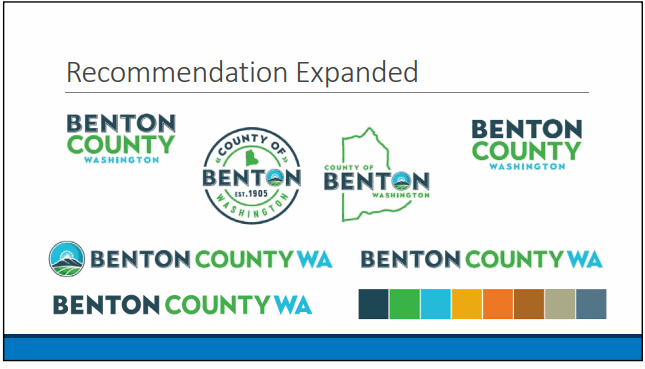 Recommendation Expanded
BENTON
COUNTY
WASHINGTON
COUNTY OF
BENTON
EST. 1905
WASHINGTON
COUNTY OF
BENTON
WASHINGTON
BENTON
COUNTY
WASHINGTON
BENTON COUNTY WA
BENTON COUNTY WA
BENTON COUNTY WA